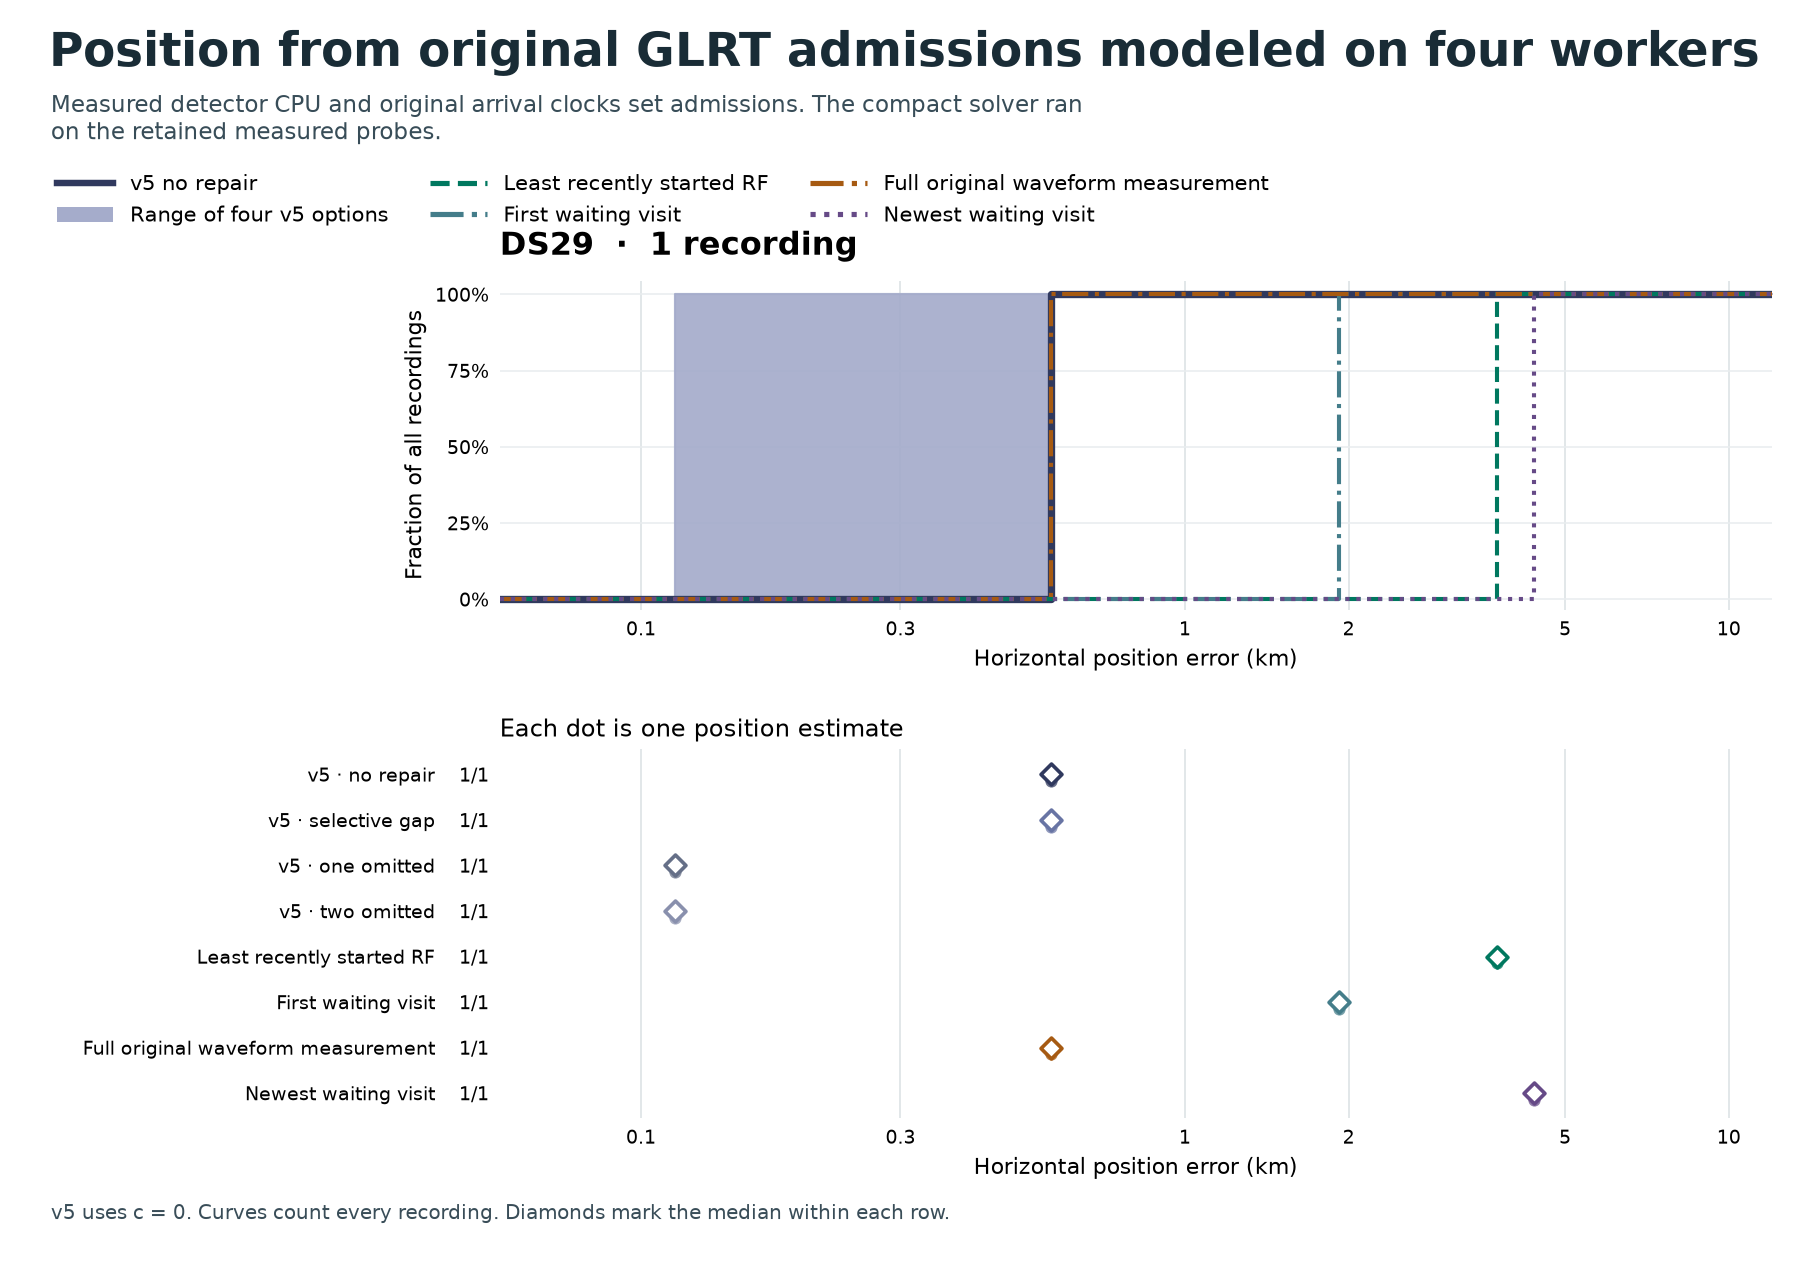 Position from original GLRT admissions modeled on four workers
Measured detector CPU and original arrival clocks set admissions. The compact solver ran
on the retained measured probes.
v5 no repair
Least recently started RF
Full original waveform measurement
Range of four v5 options
First waiting visit
Newest waiting visit
DS29 · 1 recording
Fraction of all recordings
100%
75%
50%
25%
0%
0.1 0.3 1 2 5 10
Horizontal position error (km)
Each dot is one position estimate
v5 · no repair 1/1
v5 · selective gap 1/1
v5 · one omitted 1/1
v5 · two omitted 1/1
Least recently started RF 1/1
First waiting visit 1/1
Full original waveform measurement 1/1
Newest waiting visit 1/1
0.1 0.3 1 2 5 10
Horizontal position error (km)
v5 uses c = 0. Curves count every recording. Diamonds mark the median within each row.